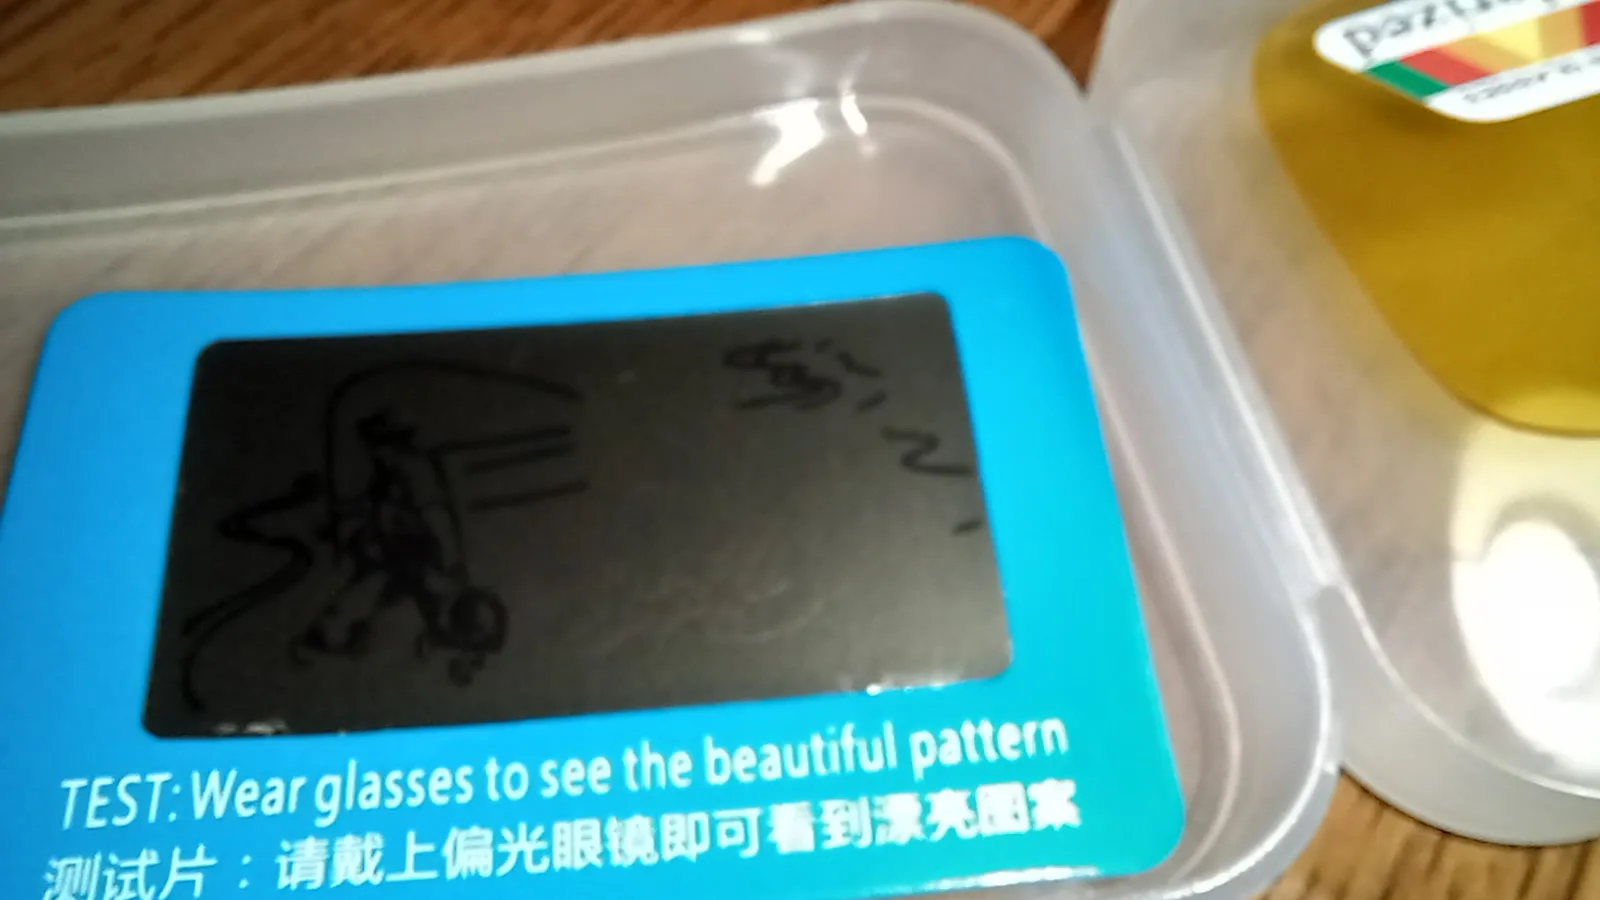 TEST: Wear glasses to see the beautiful pattern
测试片：请戴上偏光眼镜即可看到漂亮图案